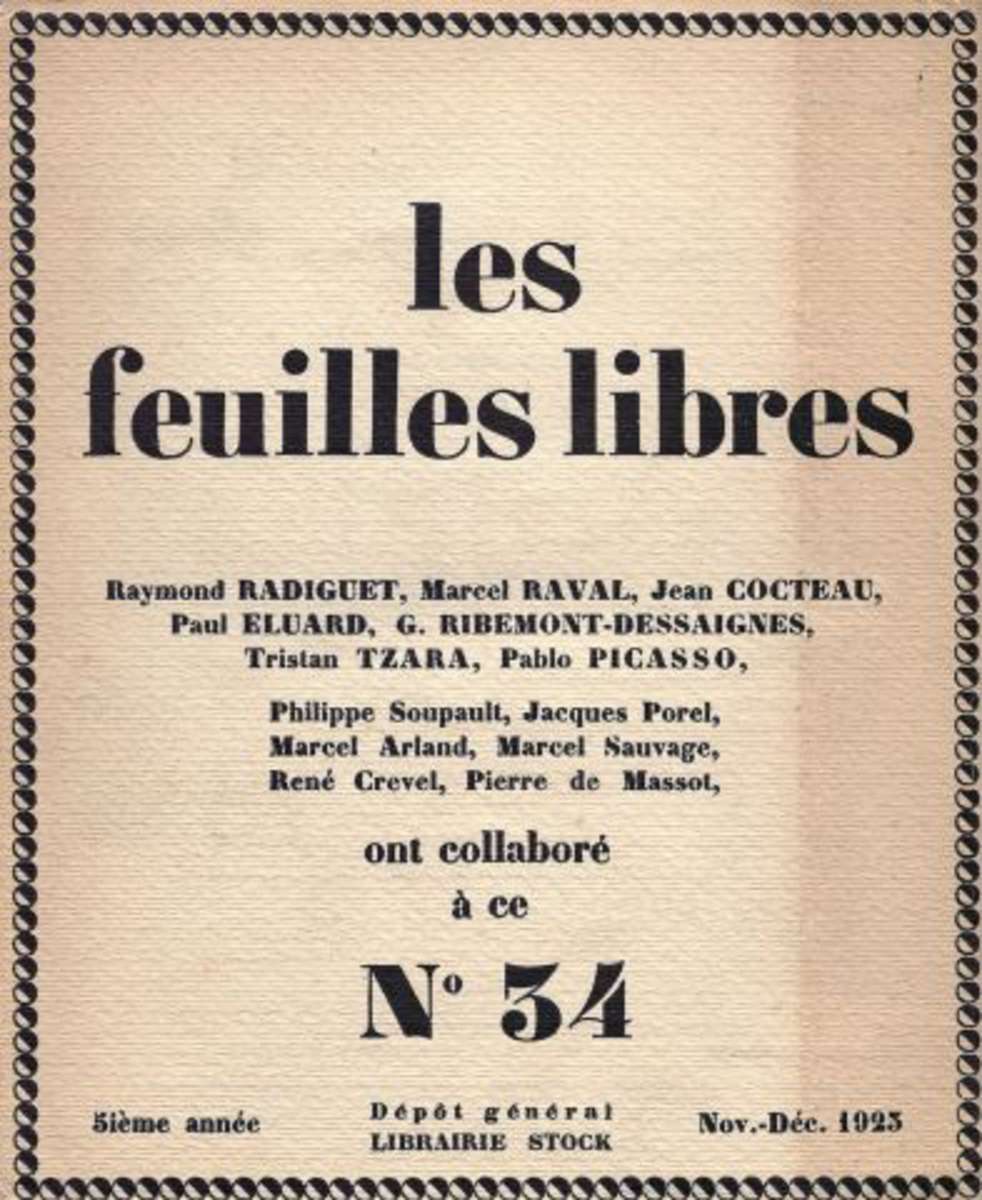 les
feuilles libres
Raymond RADIGUET, Marcel RAVAL, Jean COCTEAU,
Paul ELUARD, G. RIBEMONT-DESSAIGNES,
Tristan TZARA, Pablo PICASSO,
Philippe Soupault, Jacques Porel,
Marcel Arland, Marcel Sauvage,
René Crevel, Pierre de Massot,
ont collaboré
à ce
Nº 34
5ième année
Dépôt général
LIBRAIRIE STOCK
Nov.-Déc. 1923